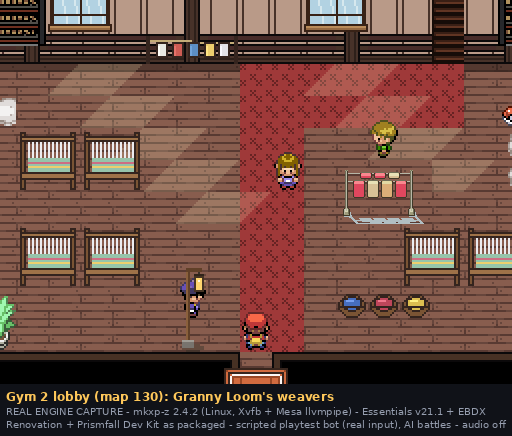 Gym 2 lobby (map 130): Granny Loom's weavers
REAL ENGINE CAPTURE - mkxp-z 2.4.2 (Linux, Xvfb + Mesa llvmpipe) - Essentials v21.1 + EBDX
Renovation + Prismfall Dev Kit as packaged - scripted playtest bot (real input), AI battles - audio off